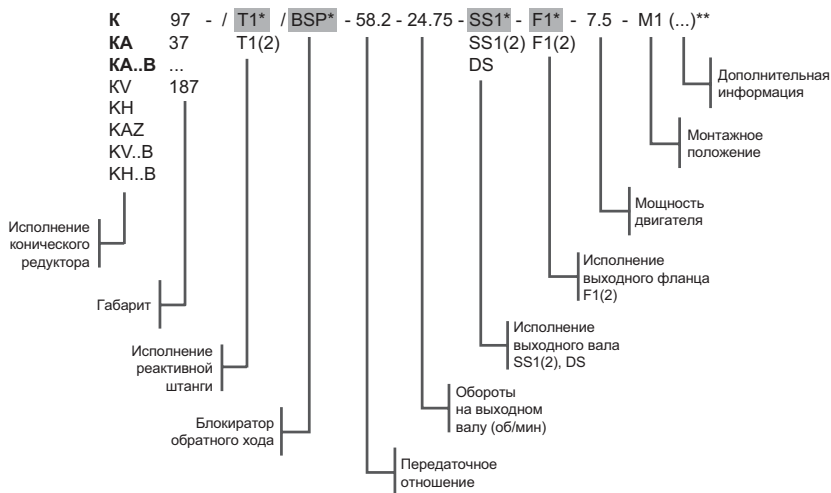 K 97 - / T1* / BSP* - 58.2 - 24.75 - SS1* - F1* - 7.5 - M1 (...)**
KA 37 T1(2) SS1(2) F1(2)
KA..B ... DS
KV 187
KH
KAZ
KV..B
KH..B
Дополнительная
информация
Монтажное
положение
Мощность
двигателя
Исполнение
выходного фланца
F1(2)
Исполнение
выходного вала
SS1(2), DS
Обороты
на выходном
валу (об/мин)
Передаточное
отношение
Блокиратор
обратного хода
Исполнение
реактивной
штанги
Габарит
Исполнение
конического
редуктора